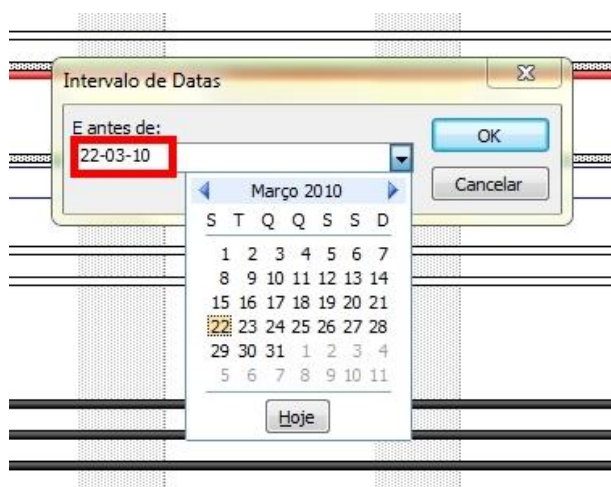 Intervalo de Datas
E antes de:
22-03-10
OK
Cancelar
Março 2010
S T Q Q S S D
1 2 3 4 5 6 7
8 9 10 11 12 13 14
15 16 17 18 19 20 21
22 23 24 25 26 27 28
29 30 31 1 2 3 4
5 6 7 8 9 10 11
Hoje